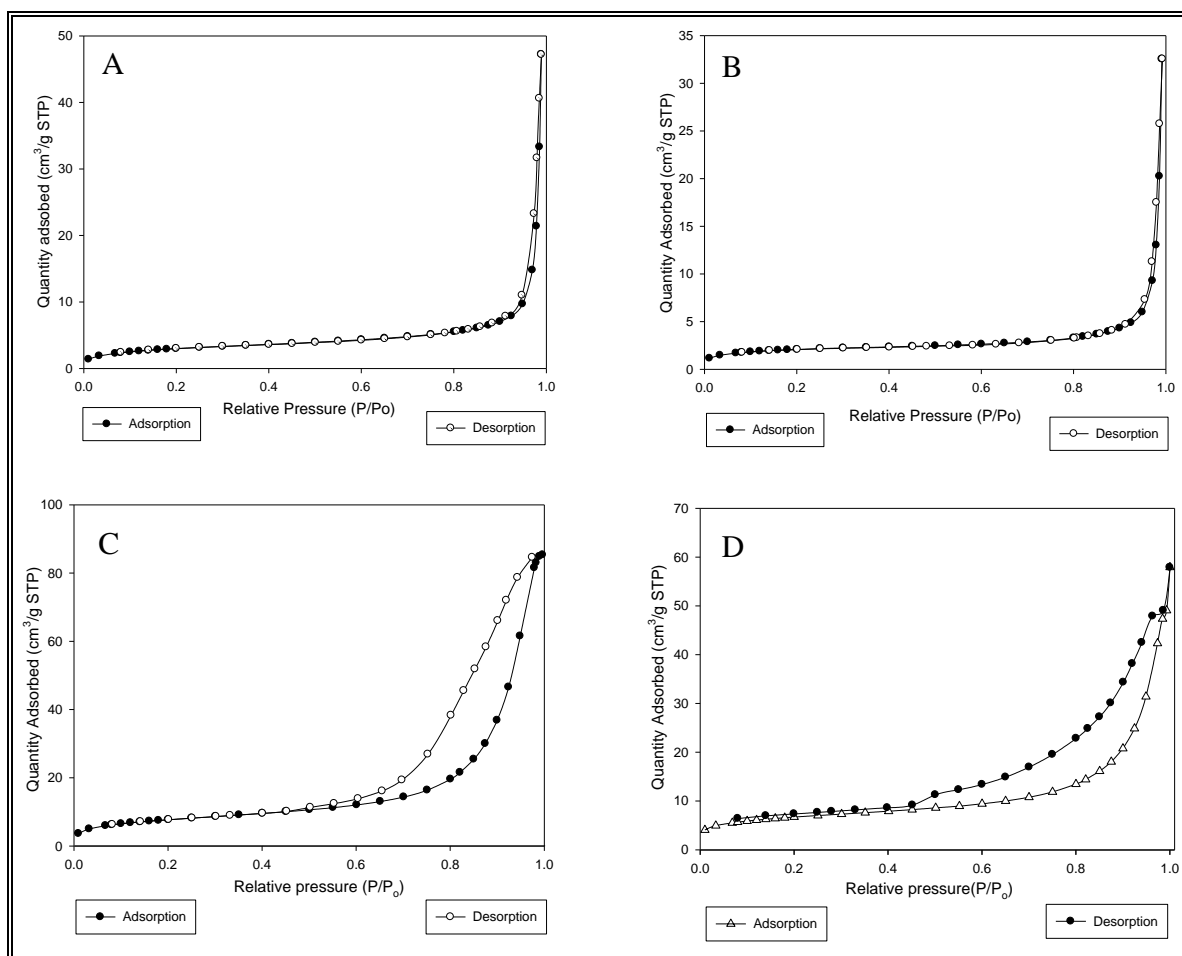 A
Quantity adsobed (cm³/g STP)
50
40
30
20
10
0
0.0 0.2 0.4 0.6 0.8 1.0
Relative Pressure (P/Po)
Adsorption
Desorption
B
Quantity Adsorbed (cm³/g STP)
35
30
25
20
15
10
5
0
0.0 0.2 0.4 0.6 0.8 1.0
Relative Pressure (P/Po)
Adsorption
Desorption
C
Quantity Adsorbed (cm³/g STP)
100
80
60
40
20
0
0.0 0.2 0.4 0.6 0.8 1.0
Relative pressure (P/Pₒ)
Adsorption
Desorption
D
Quantity Adsorbed (cm³/g STP)
70
60
50
40
30
20
10
0
0.0 0.2 0.4 0.6 0.8 1.0
Relative pressure(P/Pₒ)
Adsorption
Desorption